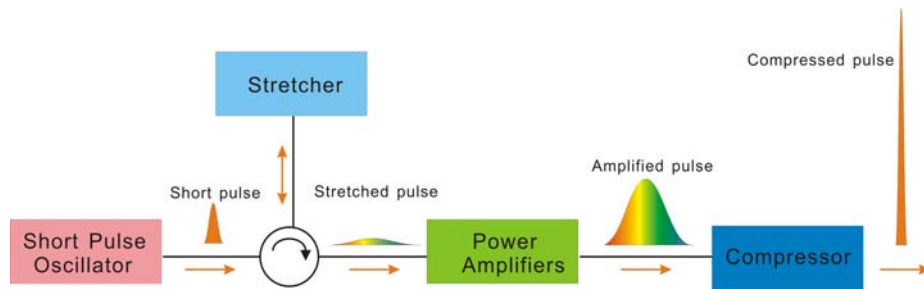 Stretcher
Compressed pulse
Short pulse
Stretched pulse
Amplified pulse
Short Pulse
Oscillator
Power
Amplifiers
Compressor